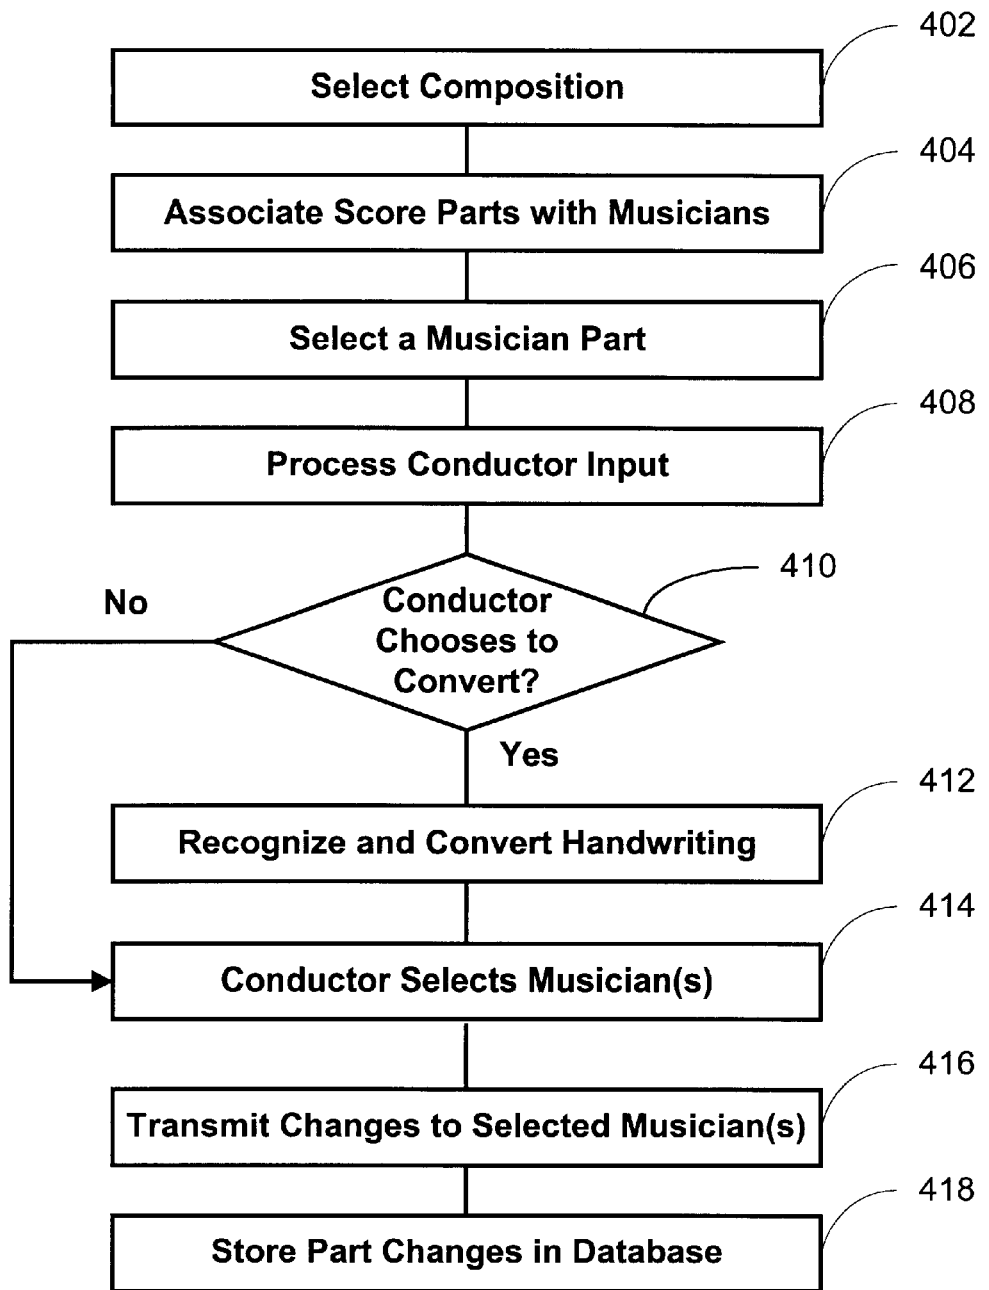 402
Select Composition
404
Associate Score Parts with Musicians
406
Select a Musician Part
408
Process Conductor Input
410
No
Conductor
Chooses to
Convert?
Yes
412
Recognize and Convert Handwriting
414
Conductor Selects Musician(s)
416
Transmit Changes to Selected Musician(s)
418
Store Part Changes in Database